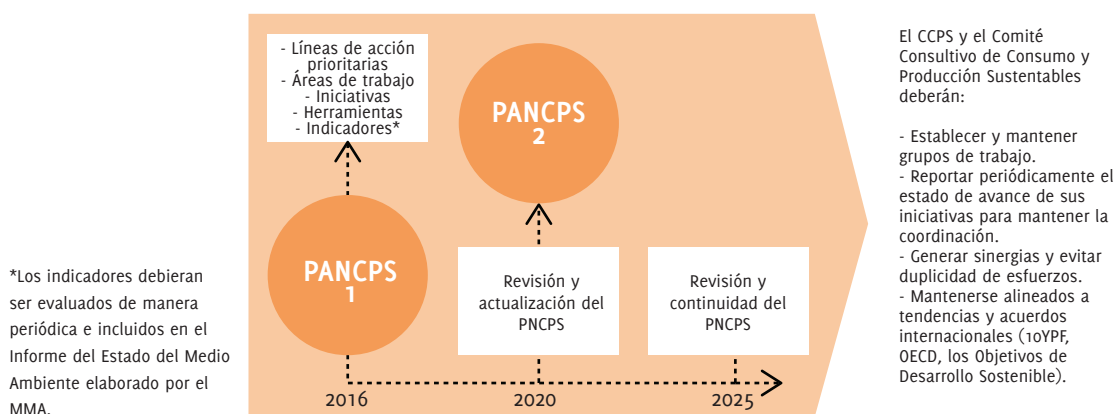 - Líneas de acción
prioritarias
- Áreas de trabajo
- Iniciativas
- Herramientas
- Indicadores*
PANCPS
1
PANCPS
2
Revisión y
actualización del
PNCPS
Revisión y
continuidad del
PNCPS
2016
2020
2025
*Los indicadores debieran
ser evaluados de manera
periódica e incluidos en el
Informe del Estado del Medio
Ambiente elaborado por el
MMA.
El CCPS y el Comité
Consultivo de Consumo y
Producción Sustentables
deberán:
- Establecer y mantener
grupos de trabajo.
- Reportar periódicamente el
estado de avance de sus
iniciativas para mantener la
coordinación.
- Generar sinergias y evitar
duplicidad de esfuerzos.
- Mantenerse alineados a
tendencias y acuerdos
internacionales (10YPF,
OECD, los Objetivos de
Desarrollo Sostenible).